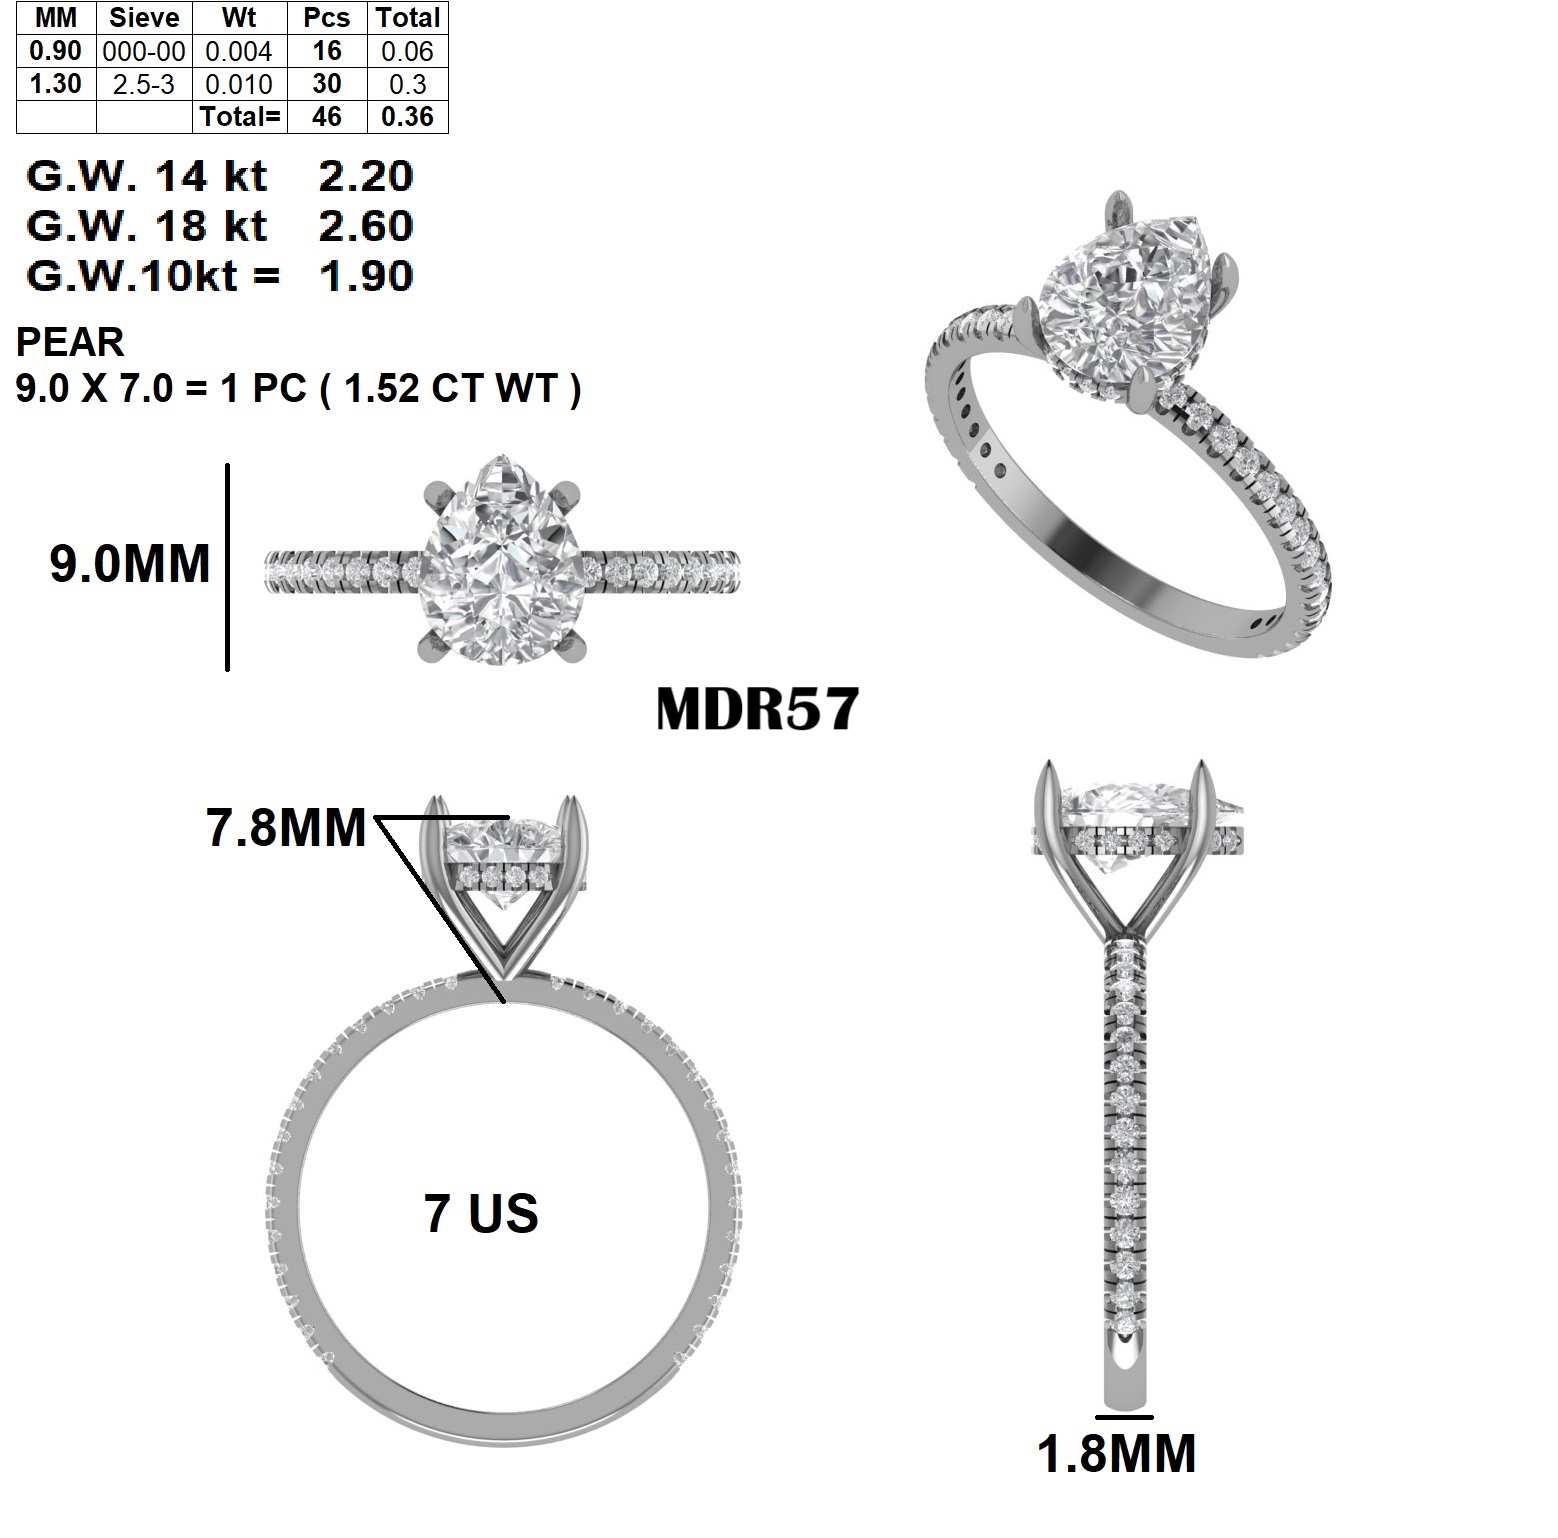 MM Sieve Wt Pcs Total
0.90 000-00 0.004 16 0.06
1.30 2.5-3 0.010 30 0.3
Total= 46 0.36
G.W. 14 kt 2.20
G.W. 18 kt 2.60
G.W.10kt = 1.90
PEAR
9.0 X 7.0 = 1 PC ( 1.52 CT WT )
9.0MM
MDR57
7.8MM
7 US
1.8MM